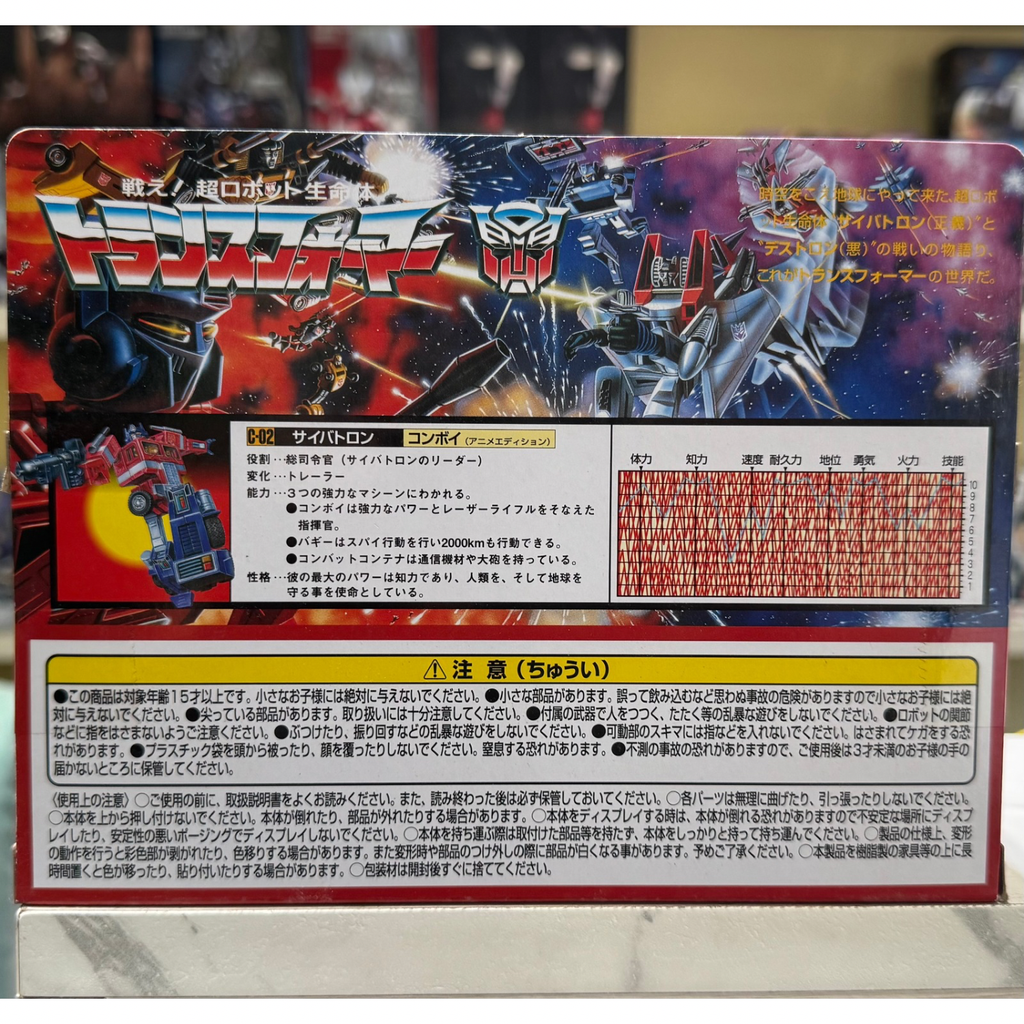 戦え！超ロボット生命体
トランスフォーマー
時空をこえ地球にやって来た、超ロボ
ット生命体“サイバトロン（正義）”と
“デストロン（悪）”の戦いの物語り、
これがトランスフォーマーの世界だ。
C-02 サイバトロン コンボイ（アニメエディション）
役割…総司令官（サイバトロンのリーダー）
変化…トレーラー
能力…３つの強力なマシーンにわかれる。
●コンボイは強力なパワーとレーザーライフルをそなえた
指揮官。
●バギーはスパイ行動を行い2000kmも行動できる。
●コンバットコンテナは通信機材や大砲も持っている。
性格…彼の最大のパワーは知力であり、人類を、そして地球を
守る事を使命としている。
体力 知力 速度 耐久力 地位 勇気 火力 技能
10
9
8
7
6
5
4
3
2
1
⚠注意（ちゅうい）
●この商品は対象年齢15才以上です。小さなお子様には絶対に与えないでください。●小さな部品があります。誤って飲み込むなど思わぬ事故の危険がありますので小さなお子様には絶
対に与えないでください。●尖っている部品があります。取り扱いには十分注意してください。●付属の武器で人をつつく、たたく等の乱暴な遊びをしないでください。●ロボットの関節
などに指をはさまないようご注意ください。●ぶつけたり、振り回すなどの乱暴な遊びをしないでください。●可動部のスキマには指などを入れないでください。はさまれてケガをする恐
れがあります。●プラスチック袋を頭から被ったり、顔を覆ったりしないでください。窒息する恐れがあります。●不測の事故の恐れがありますので、ご使用後は３才未満のお子様の手の
届かないところに保管してください。
〈使用上の注意〉○ご使用の前に、取扱説明書をよくお読みください。また、読み終わった後は必ず保管しておいてください。○各パーツは無理に曲げたり、引っ張ったりしないでください。
○本体を上から押し付けないでください。本体が倒れたり、部品が外れたりする場合があります。○本体をディスプレイする時は、本体が倒れる恐れがありますので不安定な場所にディスプ
レイしたり、安定性の悪いポージングでディスプレイしないでください。○本体を持ち運ぶ際は取付けた部品等を持たず、本体をしっかりと持って持ち運んでください。○製品の仕様上、変形
の動作を行うと彩色部が剥がれたり、色移りする場合があります。また変形時や部品のつけ外しの際に部品が白くなる事があります。予めご了承ください。○本製品を樹脂製の家具等の上に長
時間置くと色が移ったり、貼り付いたりする場合があります。○包装材は開封後すぐに捨ててください。